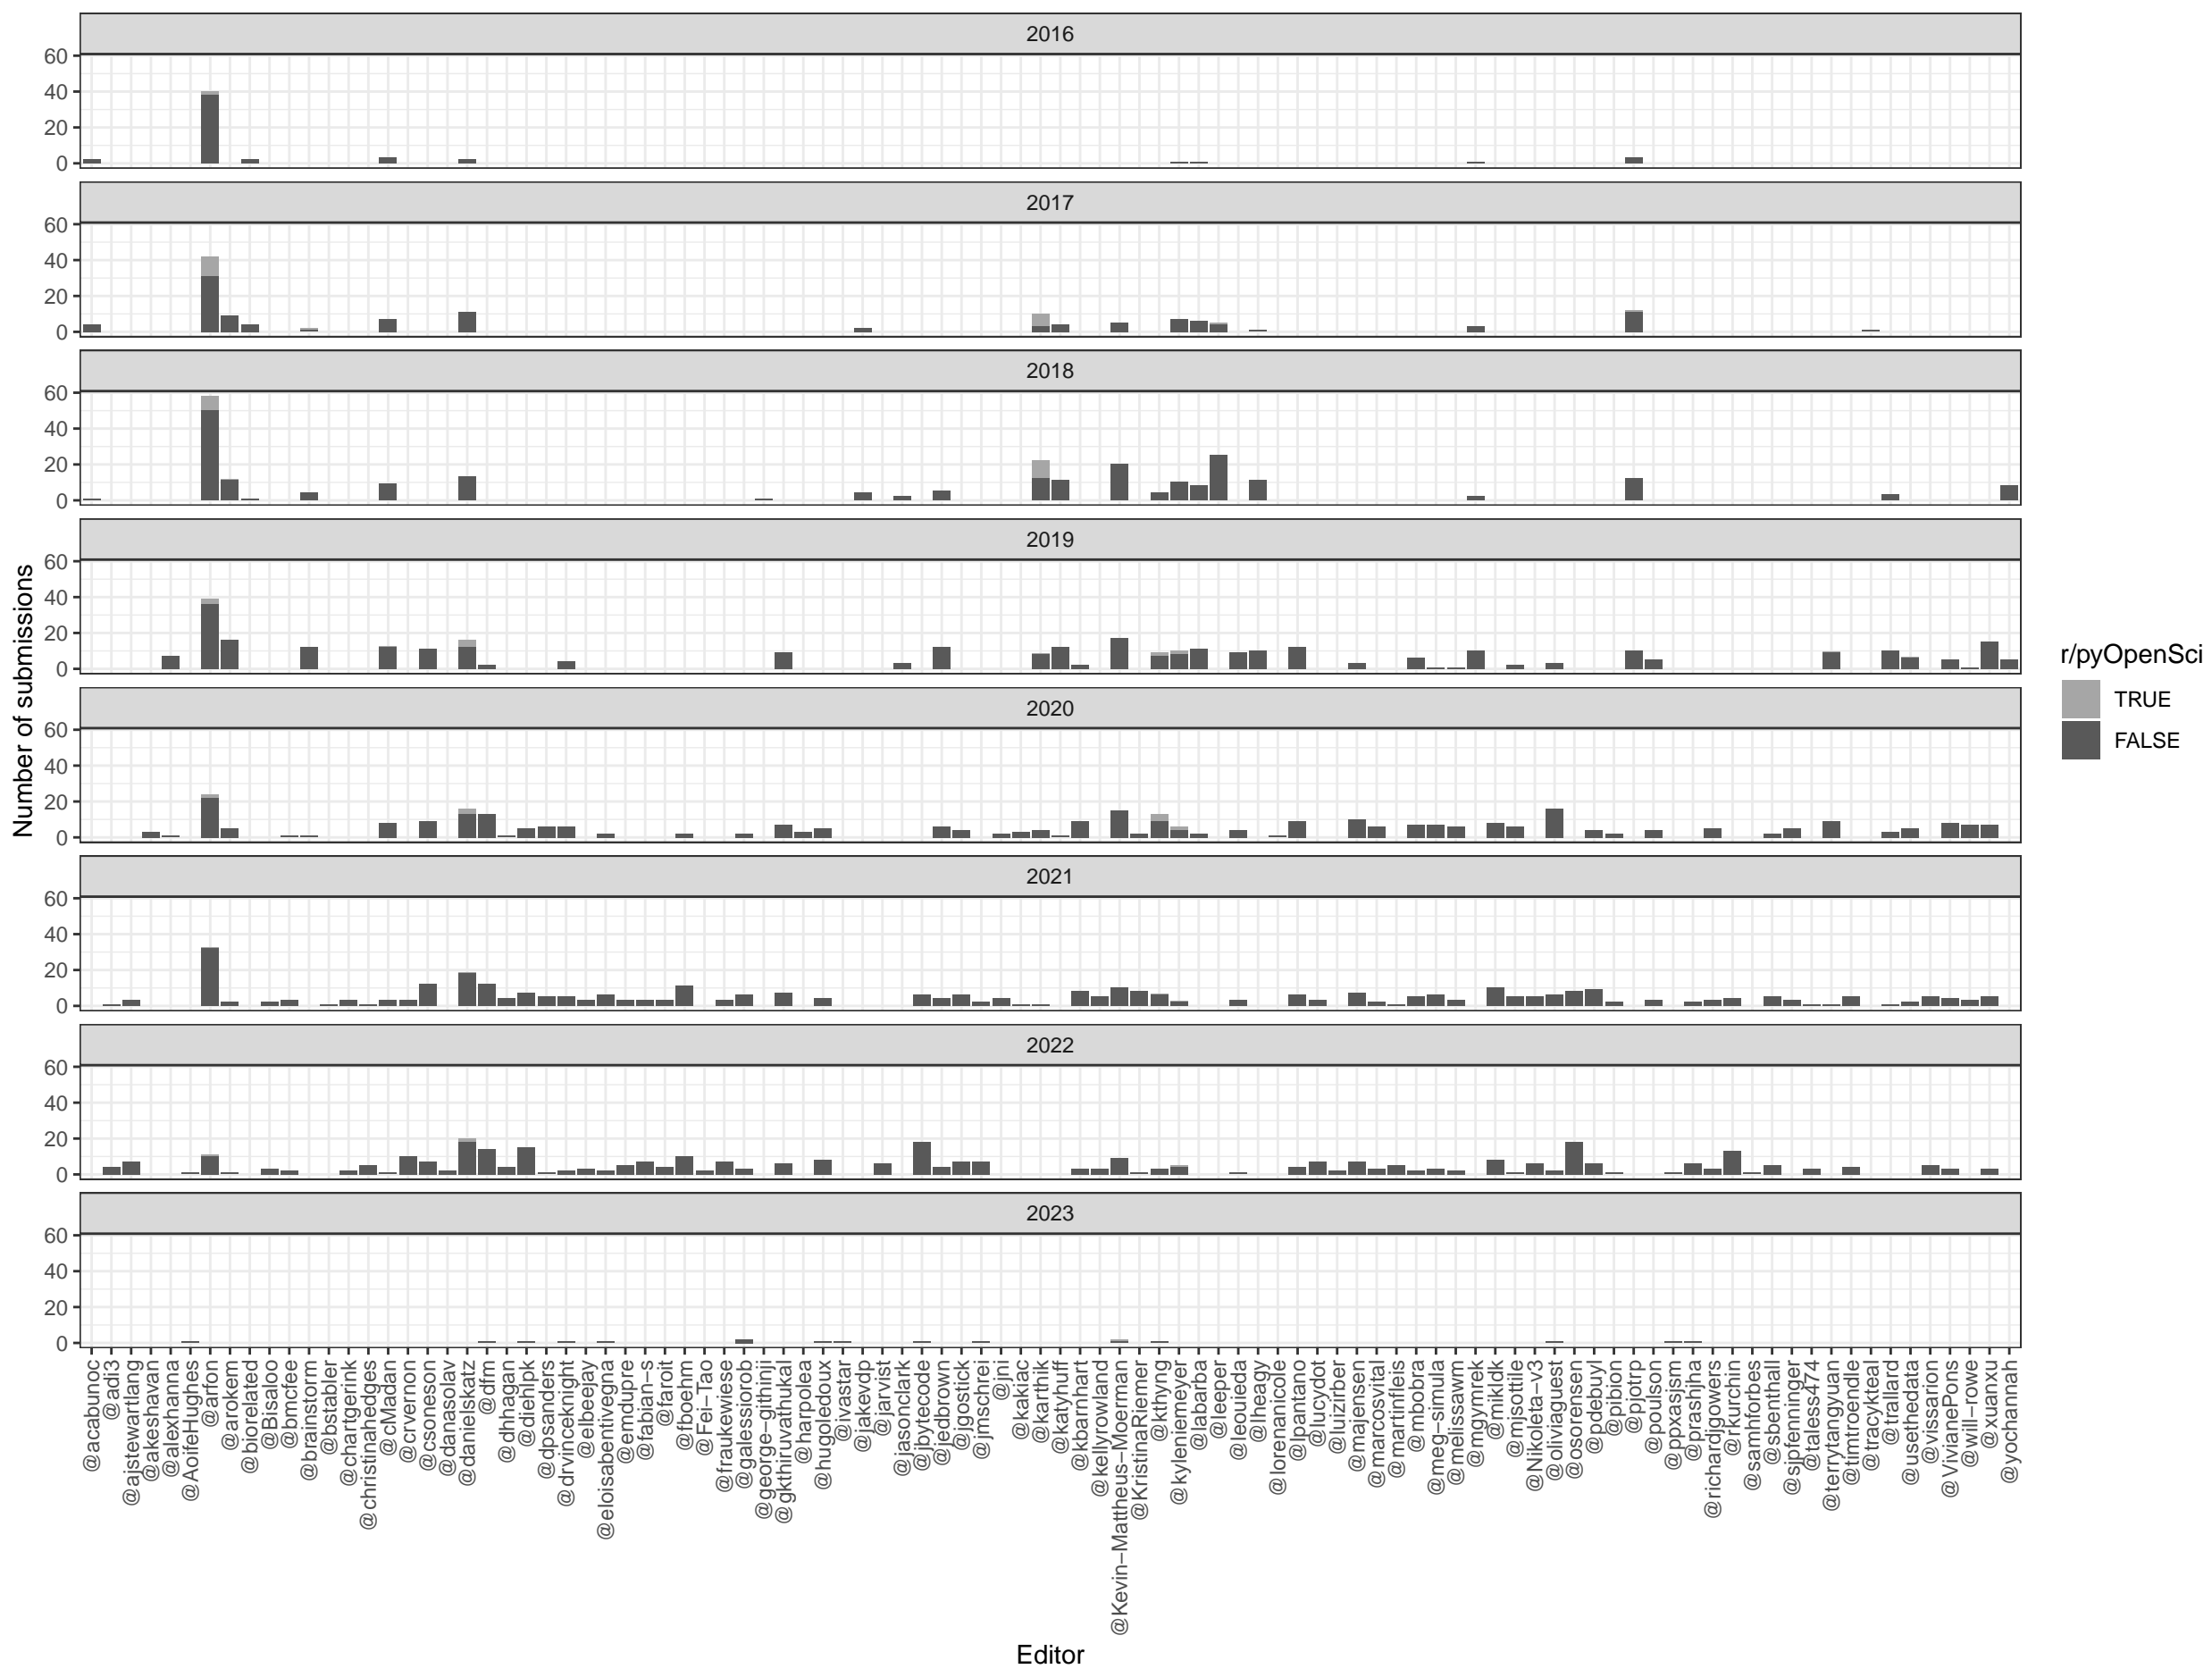 2016
60
40
20
0
2017
60
40
20
0
2018
60
40
20
0
2019
60
40
20
0
2020
60
40
20
0
2021
60
40
20
0
2022
60
40
20
0
2023
60
40
20
0
Number of submissions
@acabunoc
@adi3
@ajstewartlang
@akeshavan
@alexhanna
@AoifeHughes
@arfon
@arokem
@biorelated
@Bisaloo
@bmcfee
@brainstorm
@bstabler
@chartgerink
@christinahedges
@cMadan
@crvernon
@csoneson
@danasolav
@danielskatz
@dfm
@dhhagan
@diehlpk
@dpsanders
@drvinceknight
@elbeejay
@eloisabentivegna
@emdupre
@fabian−s
@faroit
@fboehm
@Fei−Tao
@fraukewiese
@galessiorob
@george−githinji
@gkthiruvathukal
@harpolea
@hugoledoux
@ivastar
@jakevdp
@jarvist
@jasonclark
@jbytecode
@jedbrown
@jgostick
@jmschrei
@jni
@kakiac
@karthik
@katyhuff
@kbarnhart
@kellyrowland
@Kevin−Mattheus−Moerman
@KristinaRiemer
@kthyng
@kyleniemeyer
@labarba
@leeper
@leouieda
@lheagy
@lorenanicole
@lpantano
@lucydot
@luizirber
@majensen
@marcosvital
@martinfleis
@mbobra
@meg−simula
@melissawm
@mgymrek
@mikldk
@mjsottile
@Nikoleta−v3
@oliviaguest
@osorensen
@pdebuyl
@pibion
@pjotrp
@poulson
@ppxasjsm
@prashjha
@richardjgowers
@rkurchin
@samhforbes
@sbenthall
@sjpfenninger
@taless474
@terrytangyuan
@timtroendle
@tracykteal
@trallard
@usethedata
@vissarion
@VivianePons
@will−rowe
@xuanxu
@yochannah
Editor
r/pyOpenSci
TRUE
FALSE